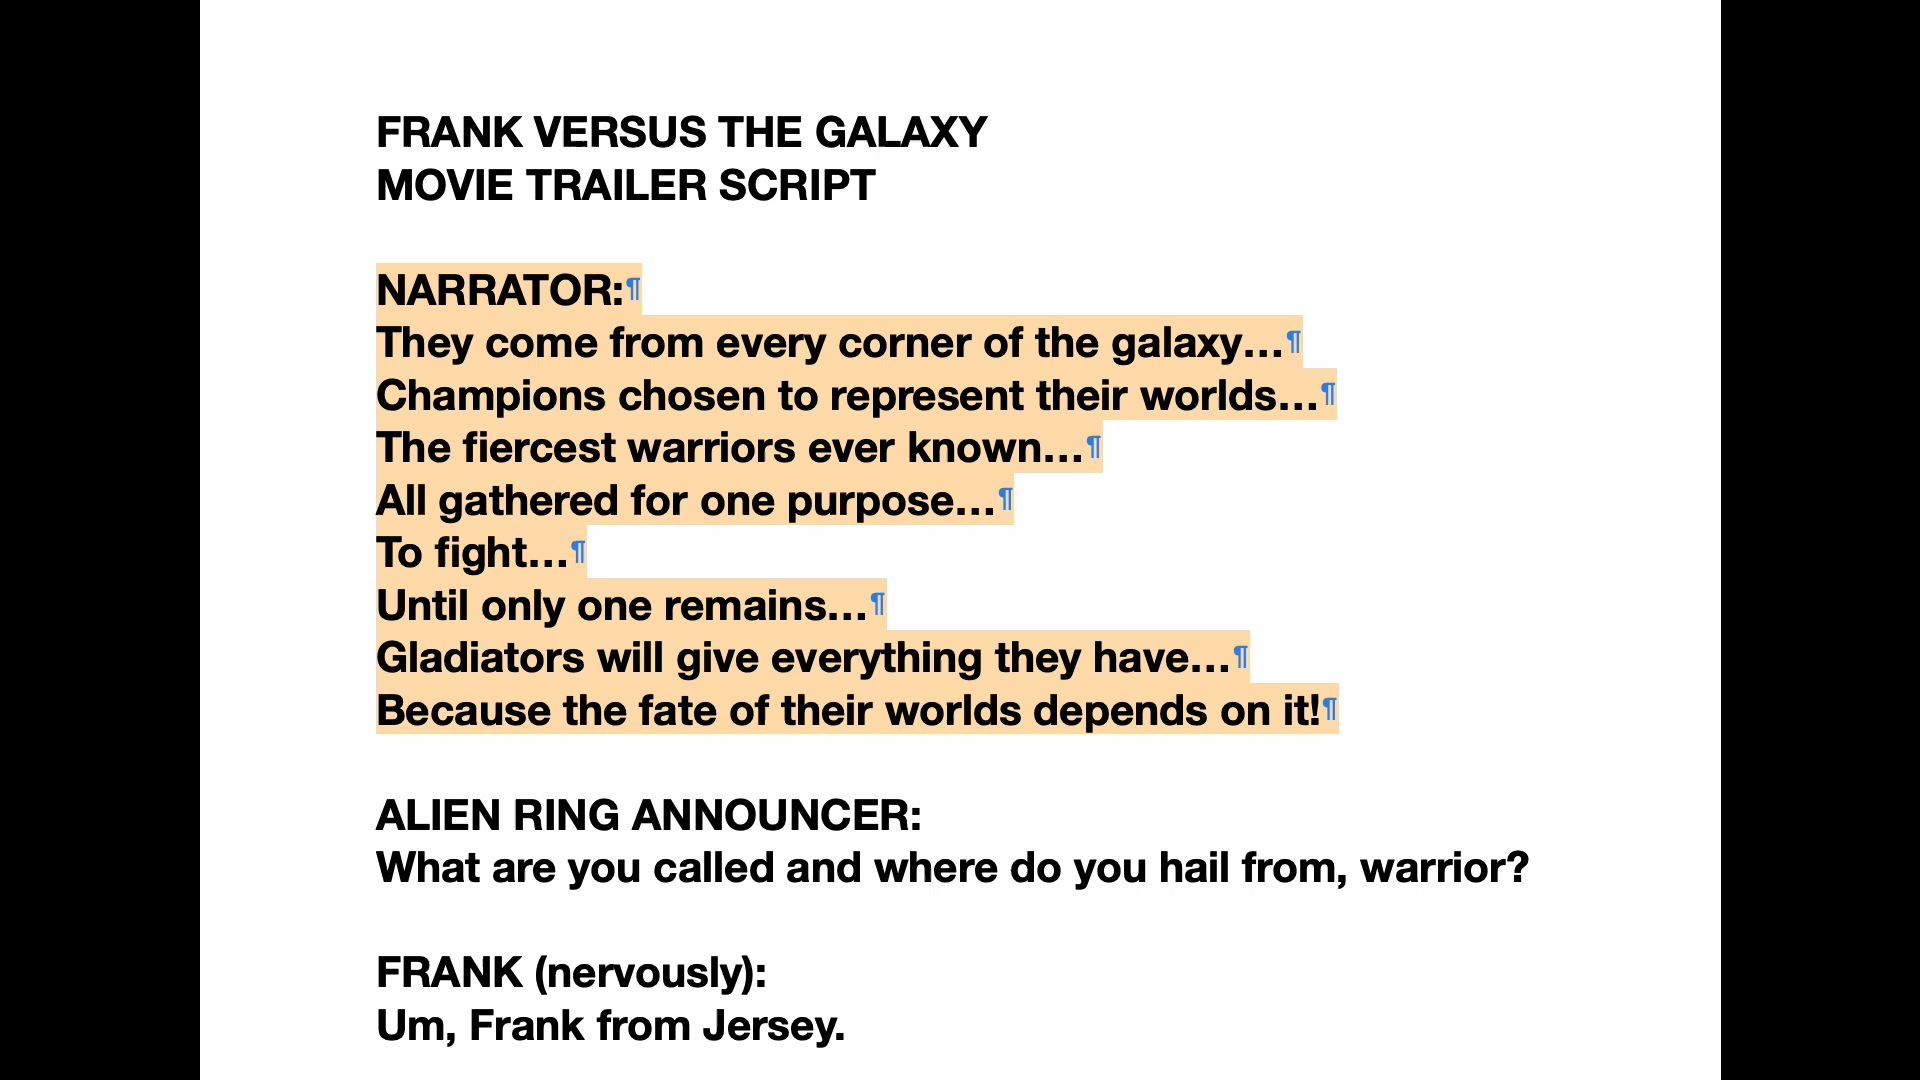 FRANK VERSUS THE GALAXY
MOVIE TRAILER SCRIPT
NARRATOR:¶
They come from every corner of the galaxy…¶
Champions chosen to represent their worlds…¶
The fiercest warriors ever known…¶
All gathered for one purpose…¶
To fight…¶
Until only one remains…¶
Gladiators will give everything they have…¶
Because the fate of their worlds depends on it!¶
ALIEN RING ANNOUNCER:
What are you called and where do you hail from, warrior?
FRANK (nervously):
Um, Frank from Jersey.